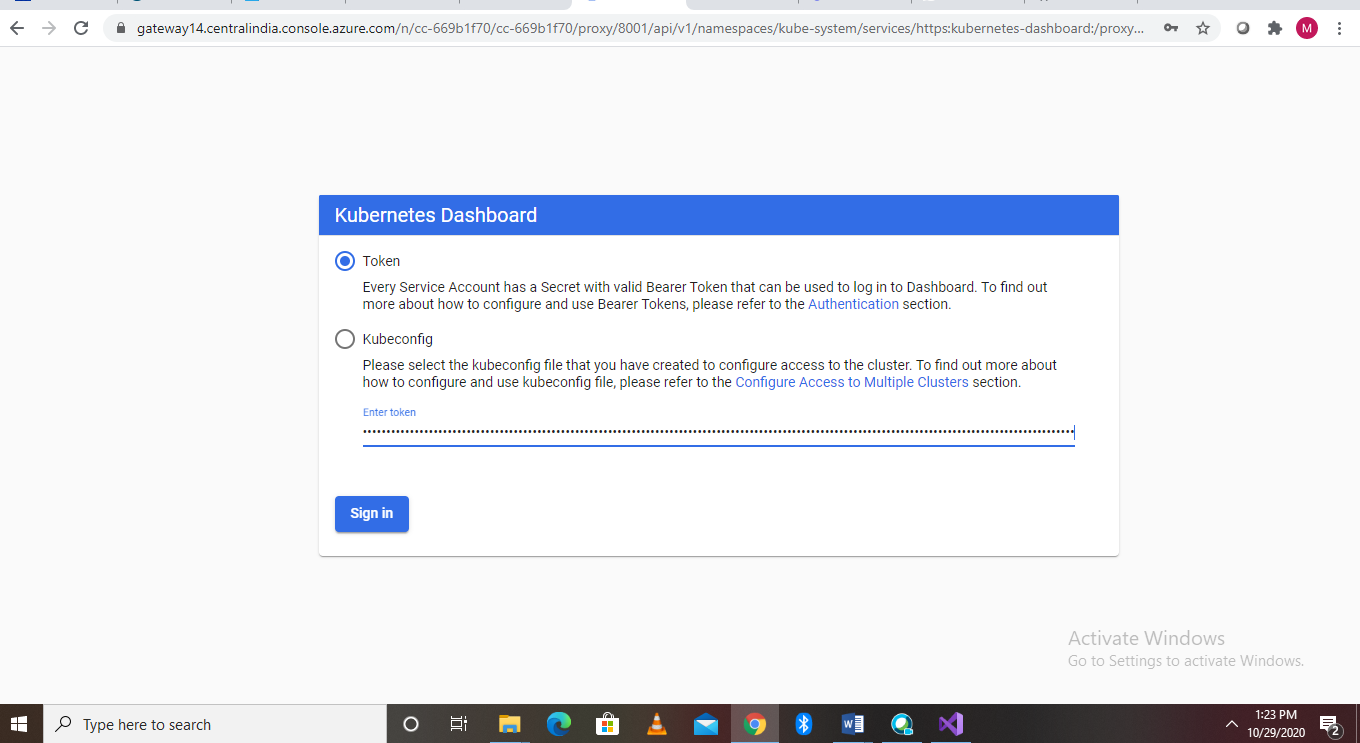 gateway14.centralindia.console.azure.com/n/cc-669b1f70/cc-669b1f70/proxy/8001/api/v1/namespaces/kube-system/services/https:kubernetes-dashboard:/proxy...
M
Kubernetes Dashboard
Token
Every Service Account has a Secret with valid Bearer Token that can be used to log in to Dashboard. To find out
more about how to configure and use Bearer Tokens, please refer to the Authentication section.
Kubeconfig
Please select the kubeconfig file that you have created to configure access to the cluster. To find out more about
how to configure and use kubeconfig file, please refer to the Configure Access to Multiple Clusters section.
Enter token
Sign in
Activate Windows
Go to Settings to activate Windows.
Type here to search
1:23 PM
10/29/2020
2